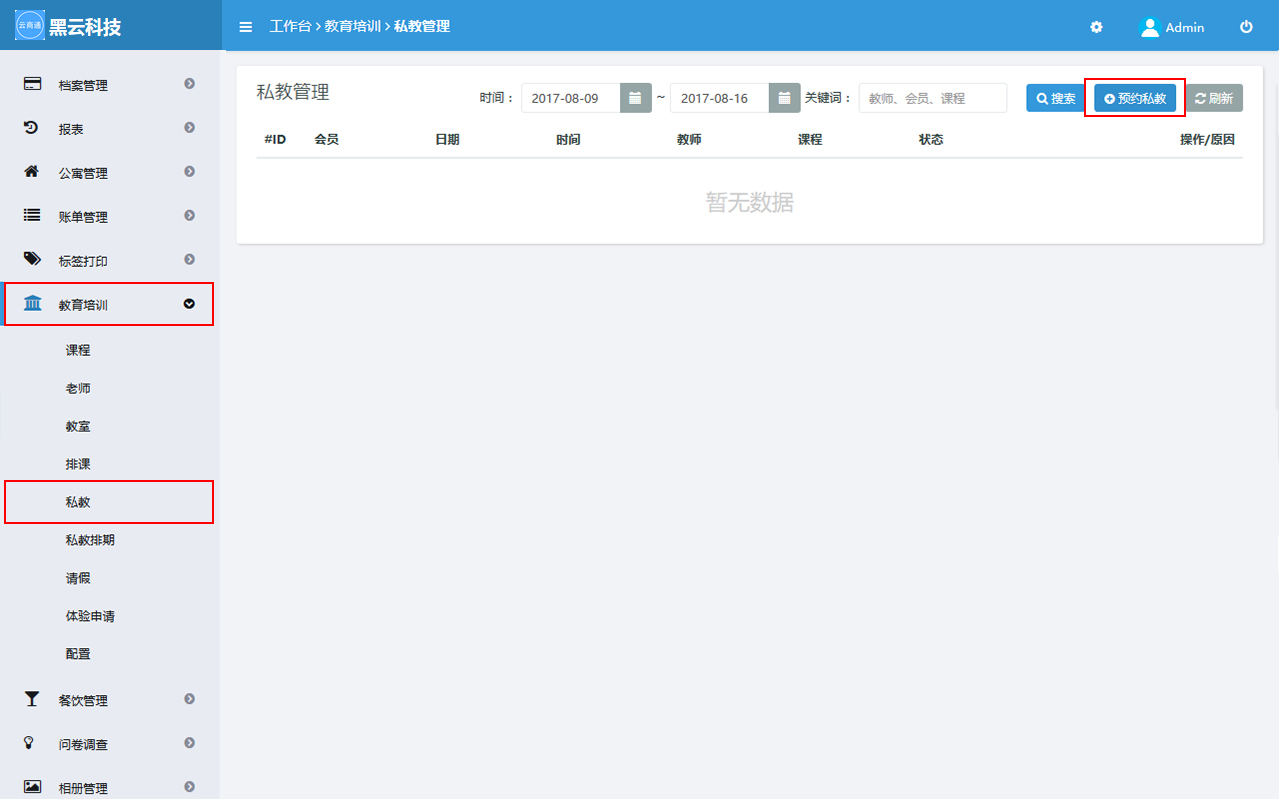 云商通 黑云科技
工作台 › 教育培训 › 私教管理
Admin
档案管理
报表
公寓管理
账单管理
标签打印
教育培训
课程
老师
教室
排课
私教
私教排期
请假
体验申请
配置
餐饮管理
问卷调查
相册管理
私教管理
时间： 2017-08-09 ~ 2017-08-16 关键词： 教师、会员、课程 搜索 预约私教 刷新
#ID 会员 日期 时间 教师 课程 状态 操作/原因
暂无数据